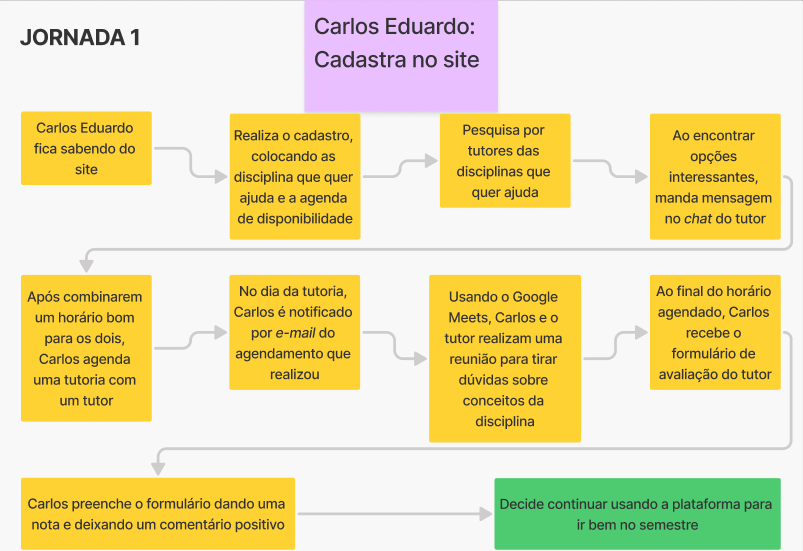 JORNADA 1
Carlos Eduardo:
Cadastra no site
Carlos Eduardo
fica sabendo do
site
Realiza o cadastro,
colocando as
disciplina que quer
ajuda e a agenda
de disponibilidade
Pesquisa por
tutores das
disciplinas que
quer ajuda
Ao encontrar
opções
interessantes,
manda mensagem
no chat do tutor
Após combinarem
um horário bom
para os dois,
Carlos agenda
uma tutoria com
um tutor
No dia da tutoria,
Carlos é notificado
por e-mail do
agendamento que
realizou
Usando o Google
Meets, Carlos e o
tutor realizam uma
reunião para tirar
dúvidas sobre
conceitos da
disciplina
Ao final do horário
agendado, Carlos
recebe o
formulário de
avaliação do tutor
Carlos preenche o formulário dando uma
nota e deixando um comentário positivo
Decide continuar usando a plataforma para
ir bem no semestre